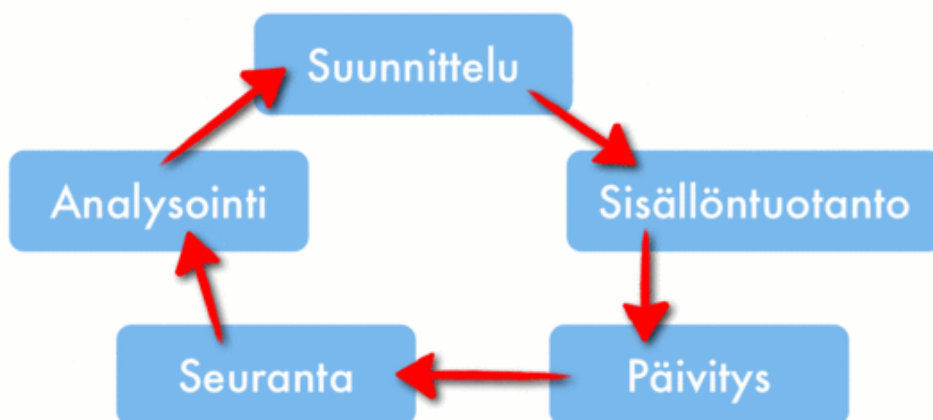 Suunnittelu
Analysointi
Sisällöntuotanto
Seuranta
Päivitys